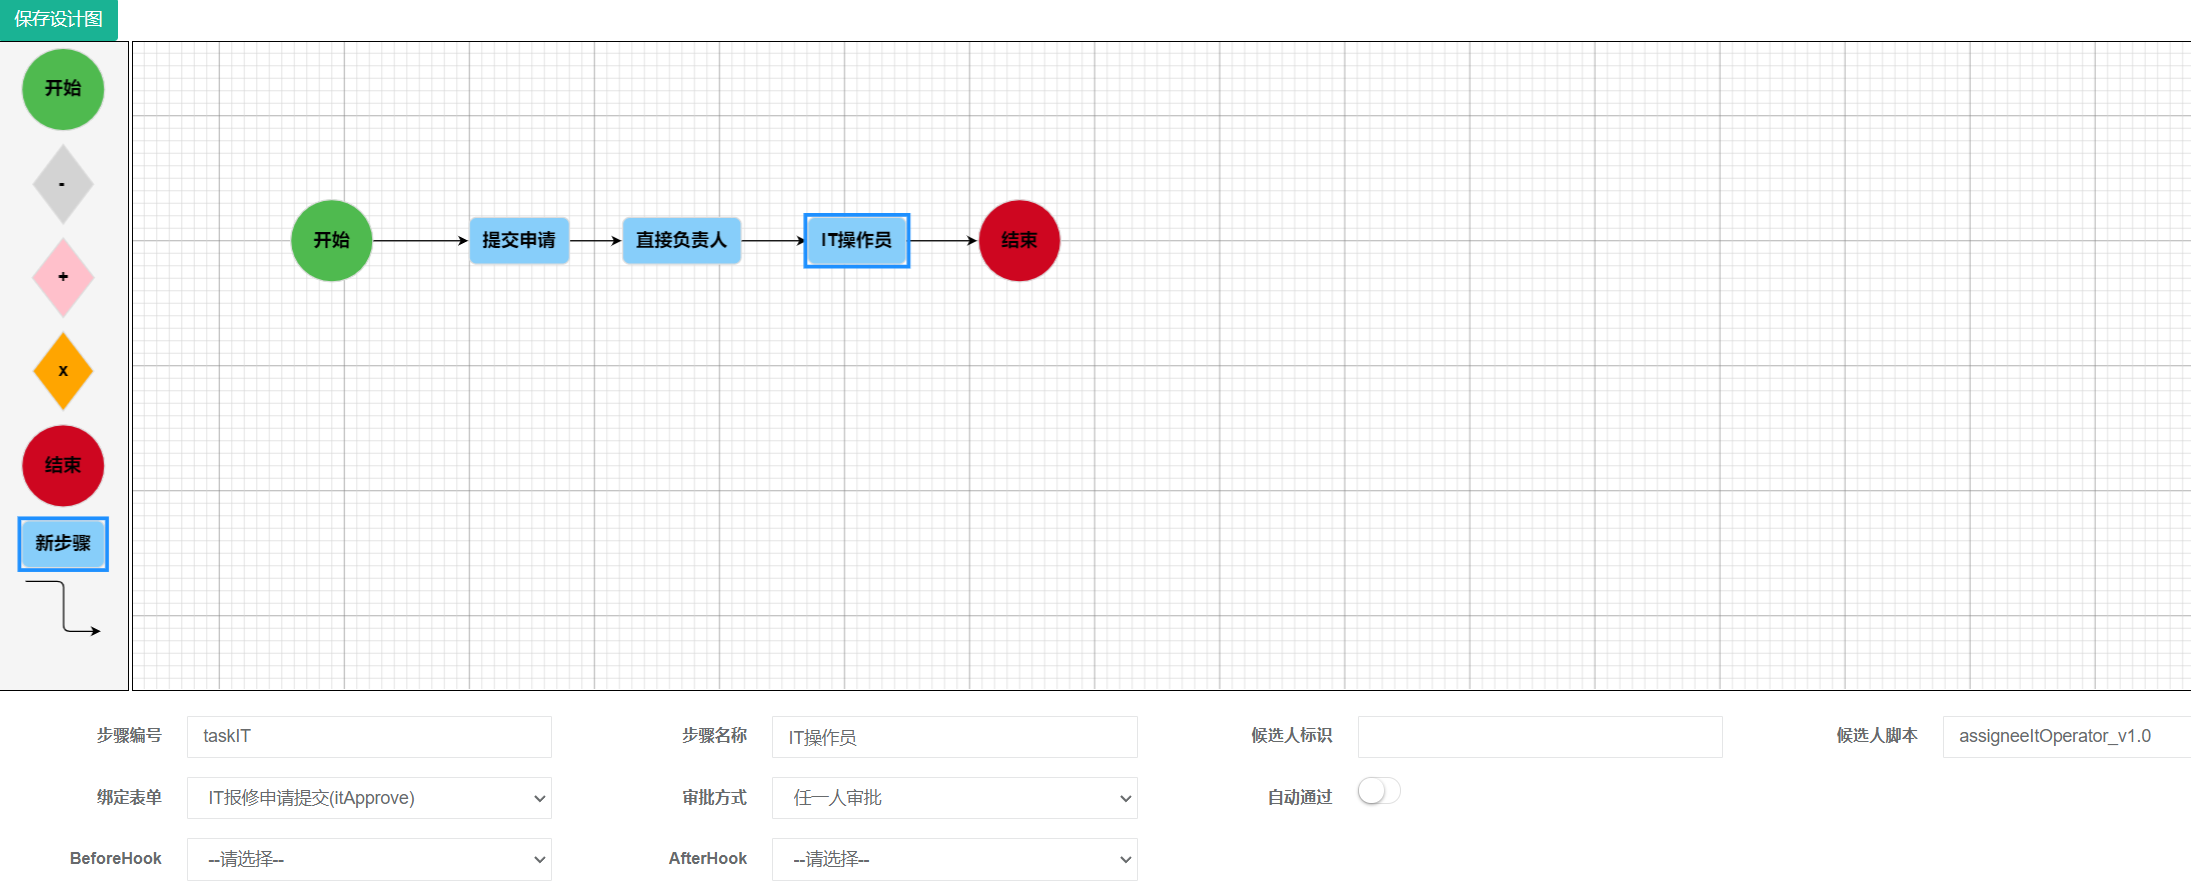 保存设计图
开始
-
+
x
结束
新步骤
开始
提交申请
直接负责人
IT操作员
结束
步骤编号 taskIT 步骤名称 IT操作员 候选人标识 候选人脚本 assigneeItOperator_v1.0
绑定表单 IT报修申请提交(itApprove) 审批方式 任一人审批 自动通过
BeforeHook --请选择-- AfterHook --请选择--